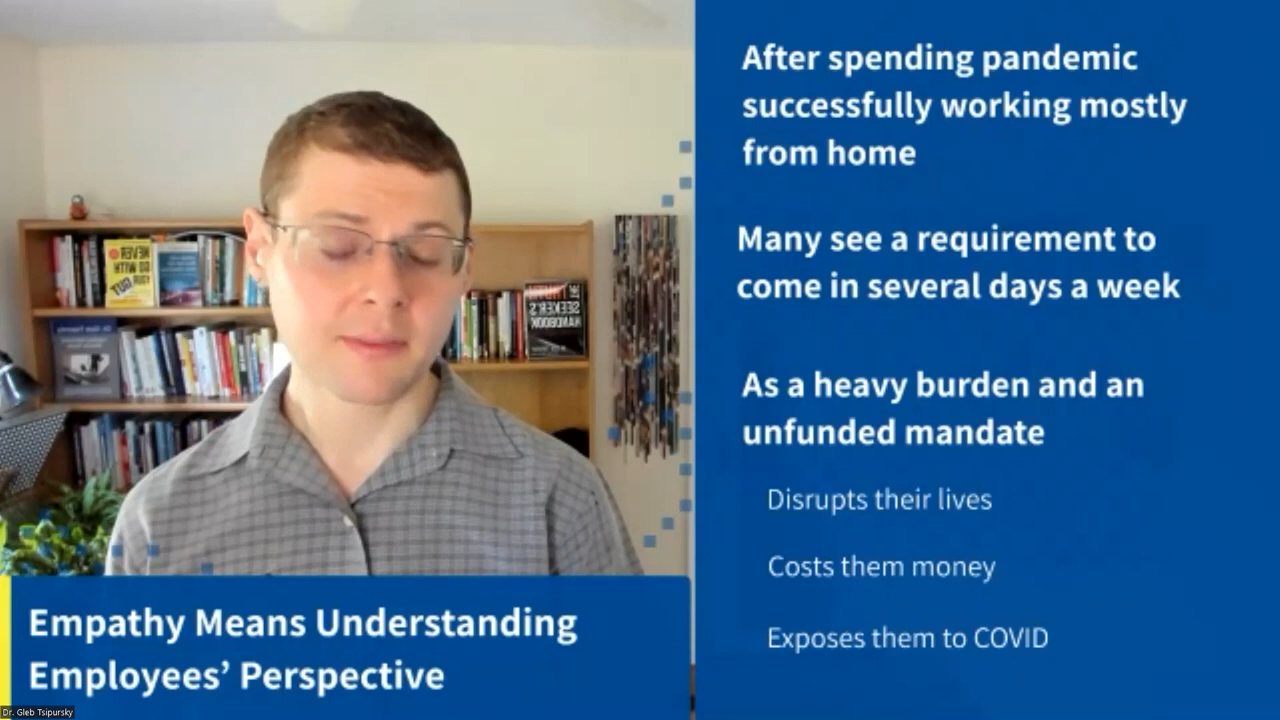 After spending pandemic
successfully working mostly
from home
Many see a requirement to
come in several days a week
As a heavy burden and an
unfunded mandate
Disrupts their lives
Costs them money
Exposes them to COVID
NEVER
GO WITH
YOUR
GUT
SEEKER'S
HANDBOOK
Empathy Means Understanding
Employees’ Perspective
Dr. Gleb Tsipursky